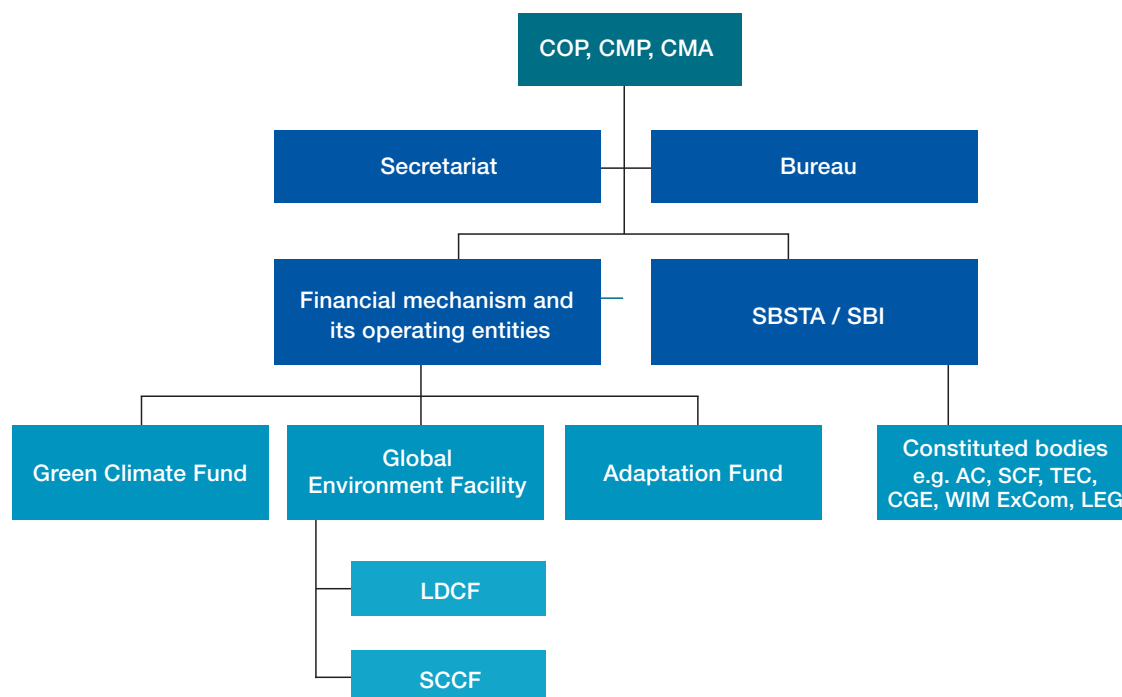 COP, CMP, CMA
Secretariat
Bureau
Financial mechanism and
its operating entities
SBSTA / SBI
Green Climate Fund
Global
Environment Facility
Adaptation Fund
Constituted bodies
e.g. AC, SCF, TEC,
CGE, WIM ExCom, LEG
LDCF
SCCF